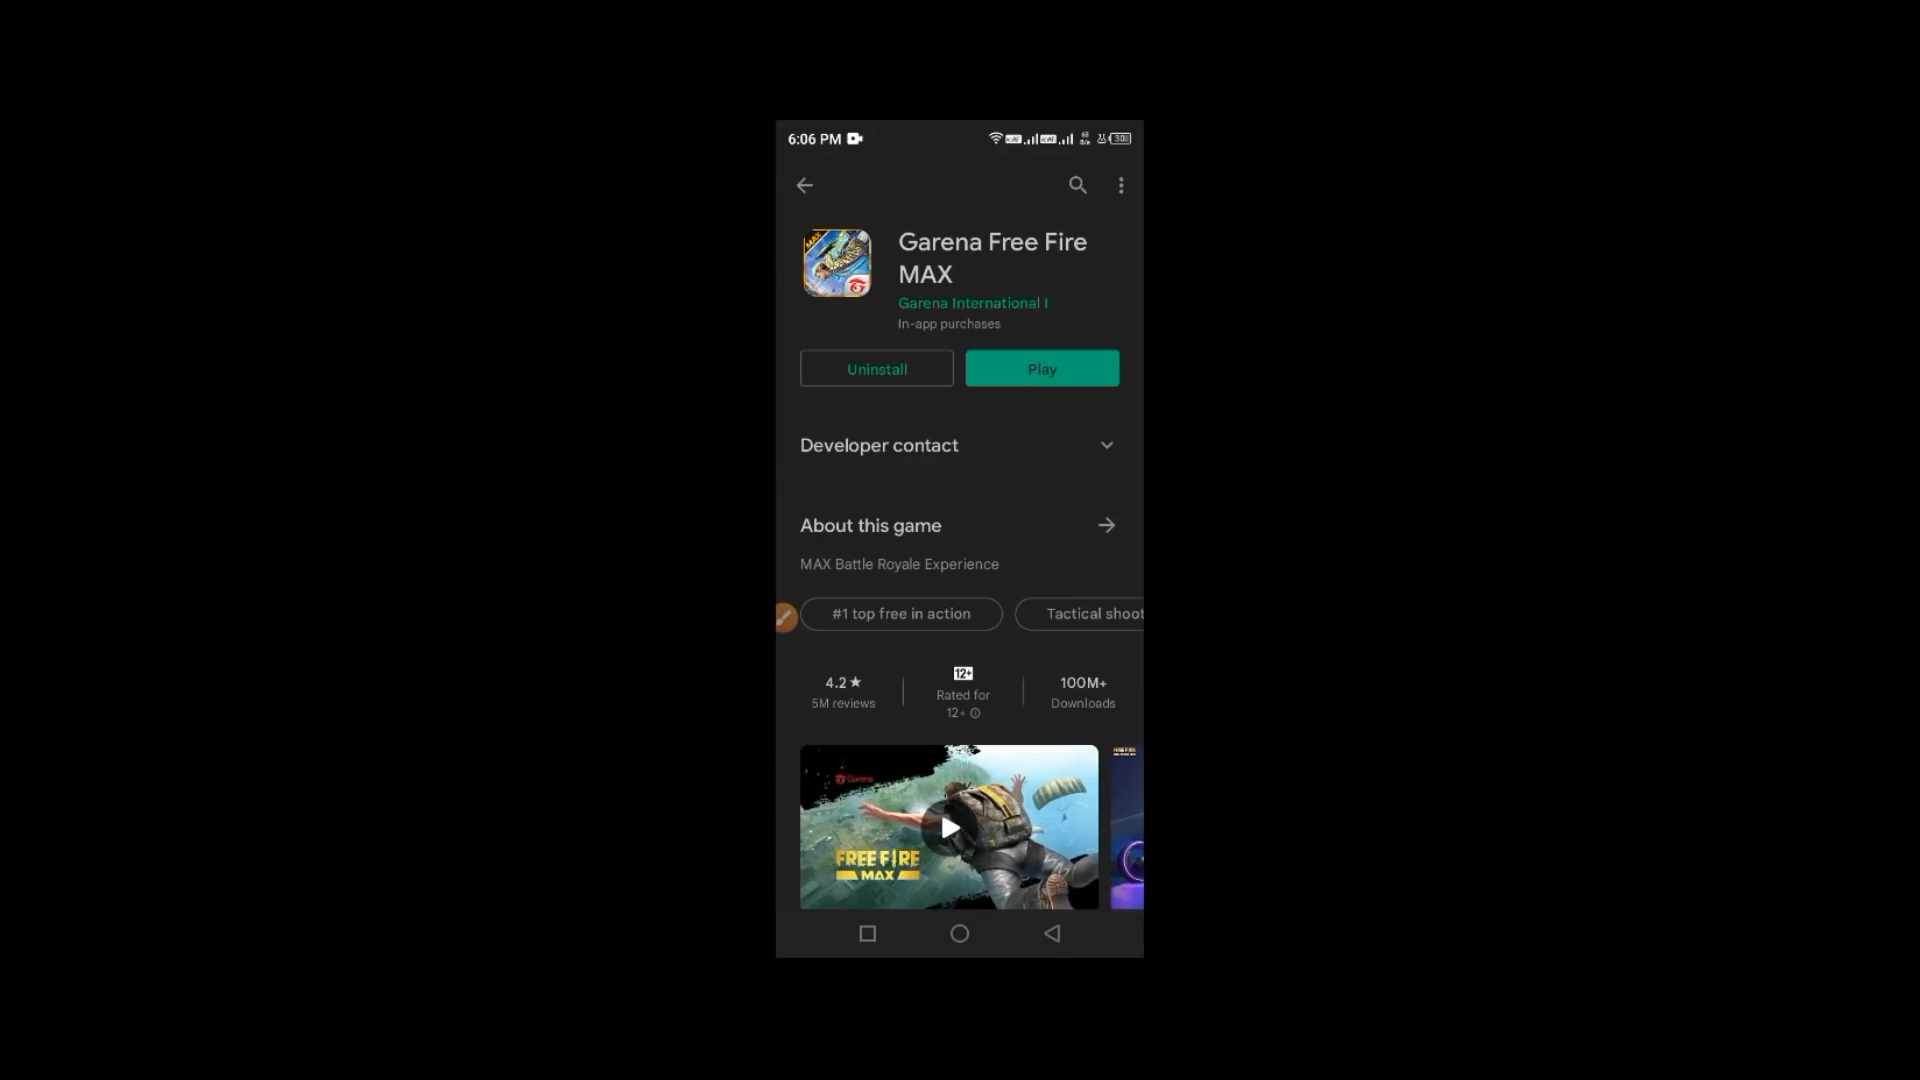 6:06 PM
30
Garena Free Fire
MAX
Garena International I
In-app purchases
Uninstall
Play
Developer contact
About this game
MAX Battle Royale Experience
#1 top free in action
Tactical shoot
4.2★
5M reviews
12+
Rated for
12+
100M+
Downloads
Garena
FREE FIRE
MAX